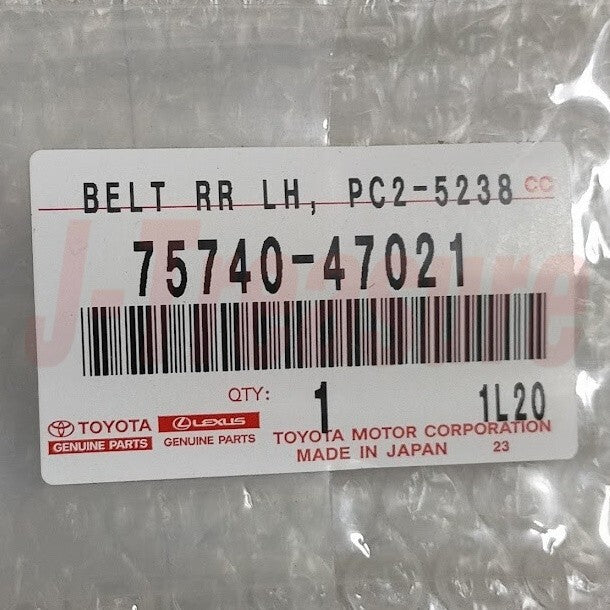 BELT RR LH, PC2-5238 CC
75740-47021
J-Treasure
QTY: 1 1L20
TOYOTA LEXUS
GENUINE PARTS GENUINE PARTS
TOYOTA MOTOR CORPORATION
MADE IN JAPAN 23